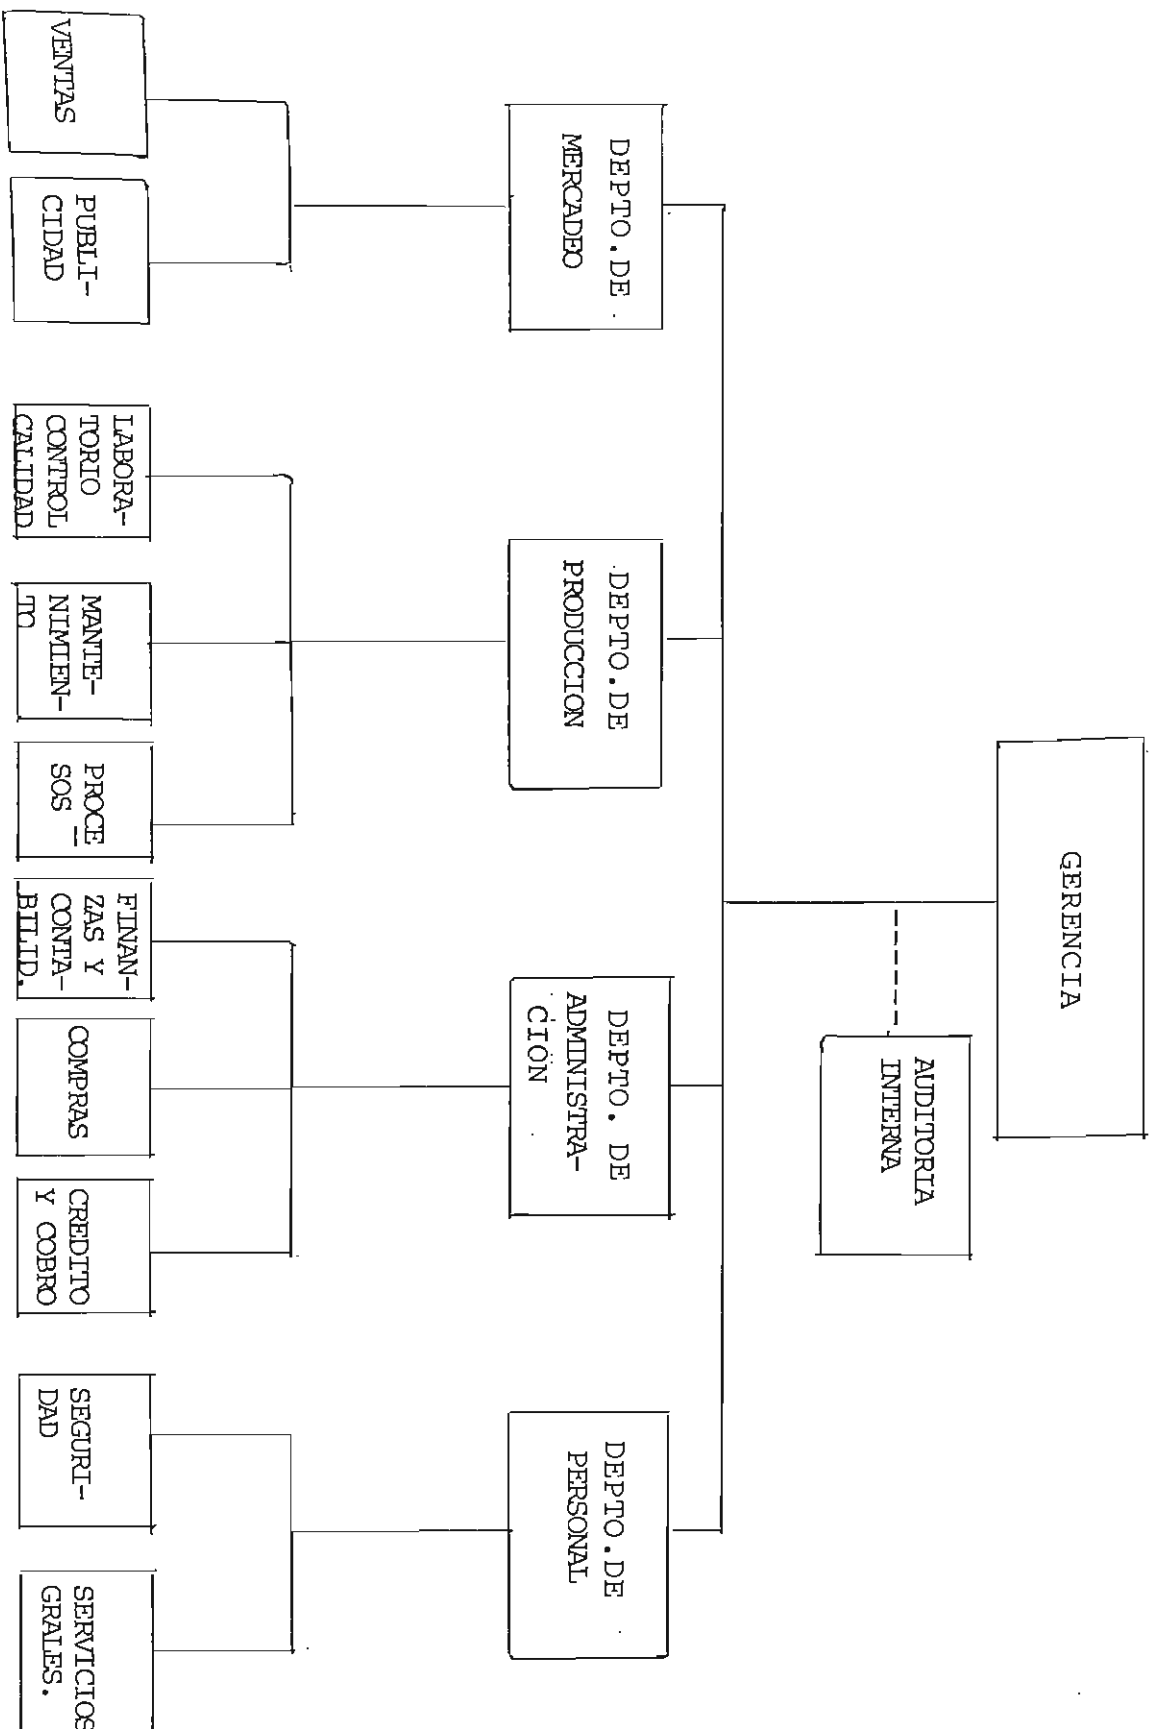 GERENCIA
AUDITORIA
INTERNA
DEPTO.DE
MERCADEO
DEPTO.DE
PRODUCCION
DEPTO. DE
ADMINISTRA-
CION
DEPTO.DE
PERSONAL
VENTAS
PUBLI-
CIDAD
LABORA-
TORIO
CONTROL
CALIDAD
MANTE-
NIMIEN-
TO
PROCE
SOS
FINAN-
ZAS Y
CONTA-
BILID.
COMPRAS
CREDITO
Y COBRO
SEGURI-
DAD
SERVICIOS
GRALES.